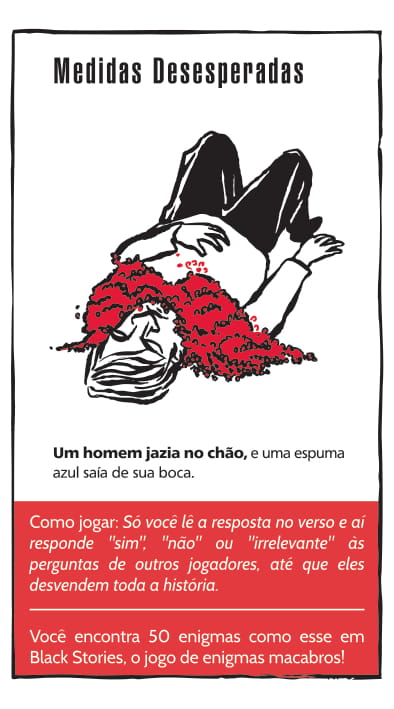 Medidas Desesperadas
Um homem jazia no chão, e uma espuma
azul saía de sua boca.
Como jogar: Só você lê a resposta no verso e aí
responde "sim", "não" ou "irrelevante" às
perguntas de outros jogadores, até que eles
desvendem toda a história.
Você encontra 50 enigmas como esse em
Black Stories, o jogo de enigmas macabros!